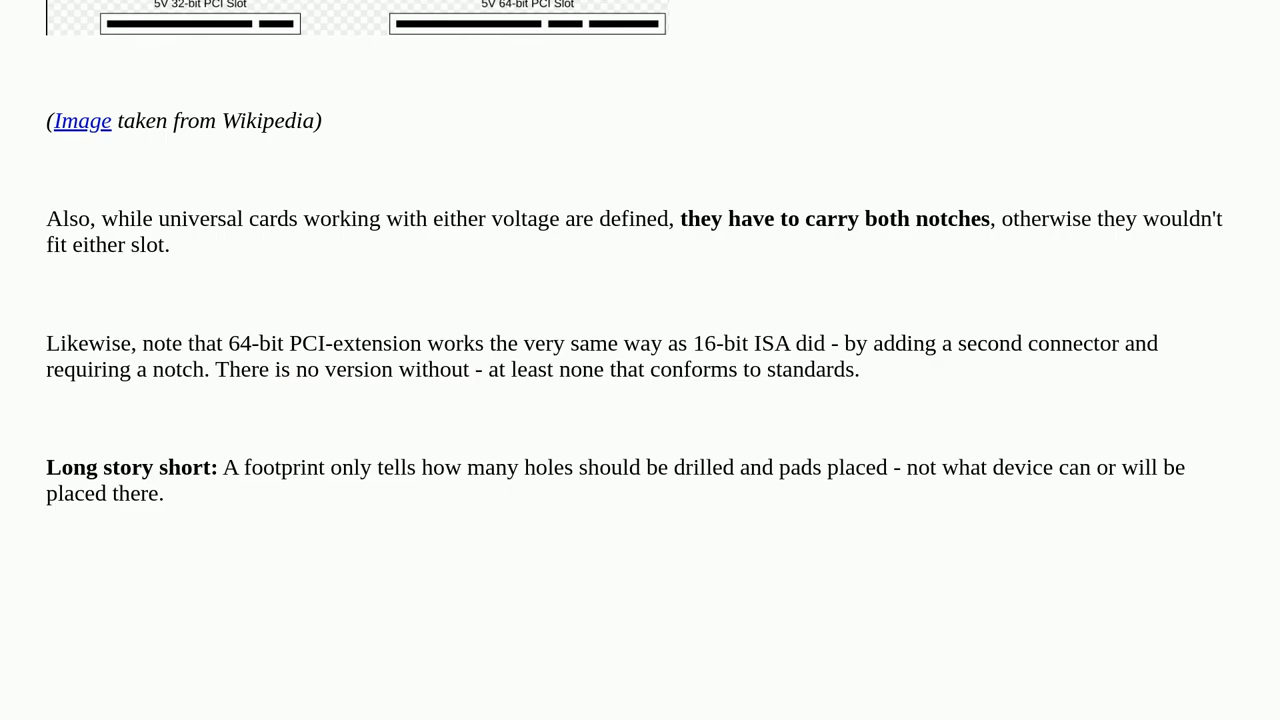 5V 32-bit PCI Slot 5V 64-bit PCI Slot
(Image taken from Wikipedia)
Also, while universal cards working with either voltage are defined, they have to carry both notches, otherwise they wouldn't
fit either slot.
Likewise, note that 64-bit PCI-extension works the very same way as 16-bit ISA did - by adding a second connector and
requiring a notch. There is no version without - at least none that conforms to standards.
Long story short: A footprint only tells how many holes should be drilled and pads placed - not what device can or will be
placed there.